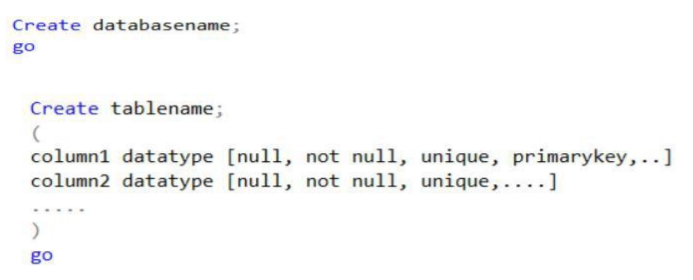 Create databasename;
go
Create tablename;
(
column1 datatype [null, not null, unique, primarykey,..]
column2 datatype [null, not null, unique,....]
.....
)
go